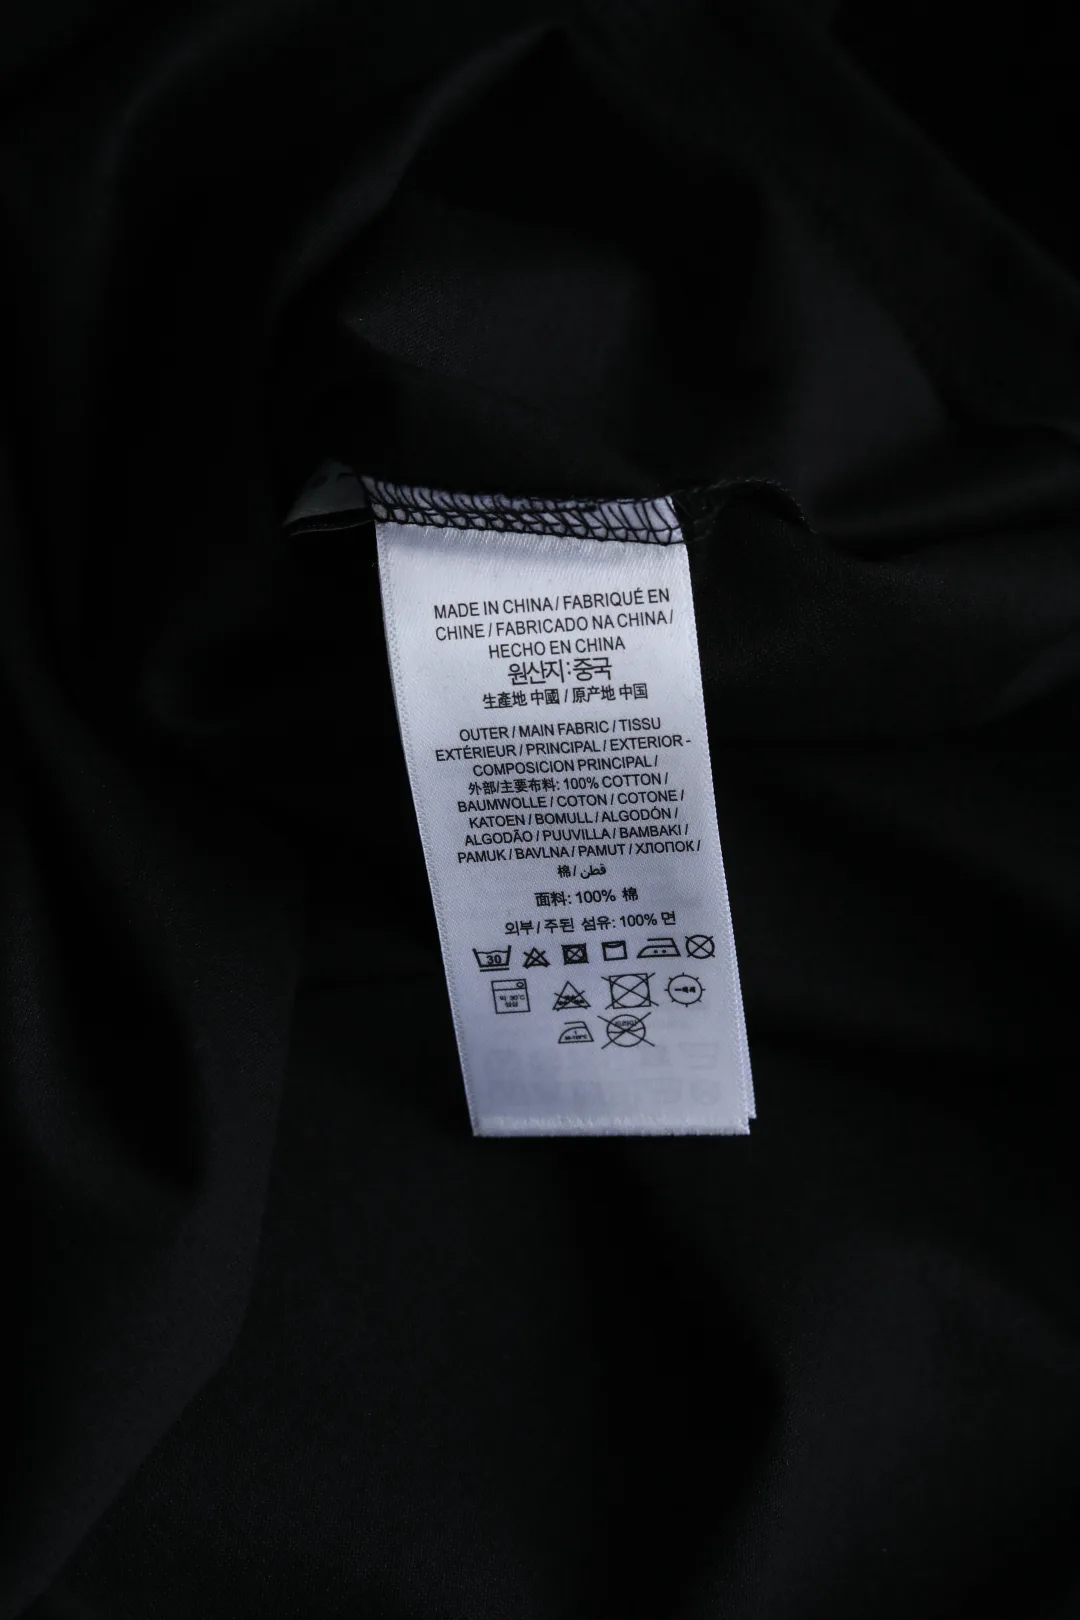 MADE IN CHINA / FABRIQUÉ EN
CHINE / FABRICADO NA CHINA /
HECHO EN CHINA
원산지:중국
生產地 中國 / 原产地 中国
OUTER / MAIN FABRIC / TISSU
EXTÉRIEUR / PRINCIPAL / EXTERIOR -
COMPOSICION PRINCIPAL /
外部/主要布料: 100% COTTON /
BAUMWOLLE / COTON / COTONE /
KATOEN / BOMULL / ALGODÓN /
ALGODÃO / PUUVILLA / BAMBAKI /
PAMUK / BAVLNA / PAMUT / ХЛОПОК /
棉 / قطن
面料: 100% 棉
외부 / 주된 섬유: 100% 면
30